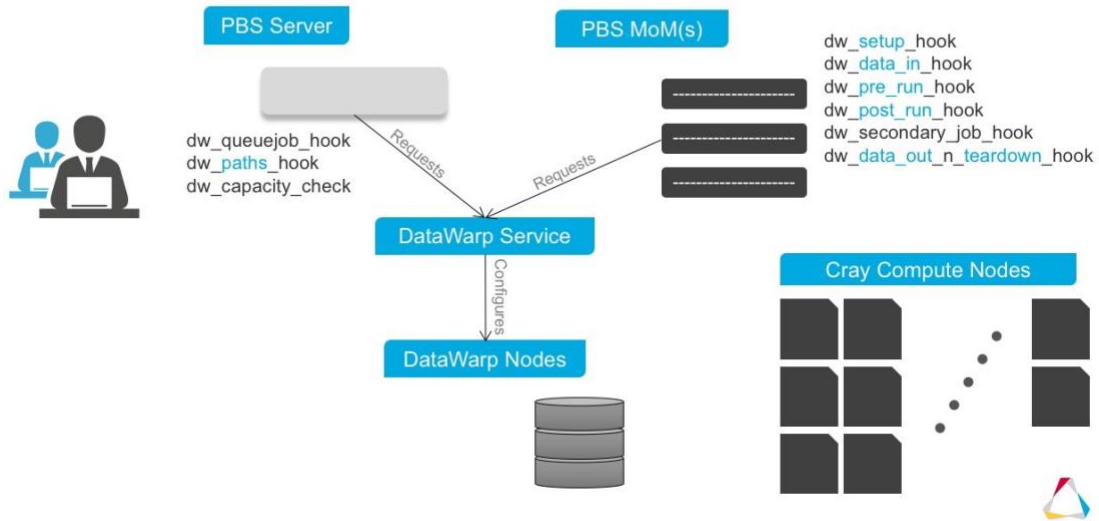 PBS Server
PBS MoM(s)
dw_setup_hook
dw_data_in_hook
dw_pre_run_hook
dw_post_run_hook
dw_secondary_job_hook
dw_data_out_n_teardown_hook
dw_queuejob_hook
dw_paths_hook
dw_capacity_check
Requests
Requests
DataWarp Service
Configures
DataWarp Nodes
Cray Compute Nodes